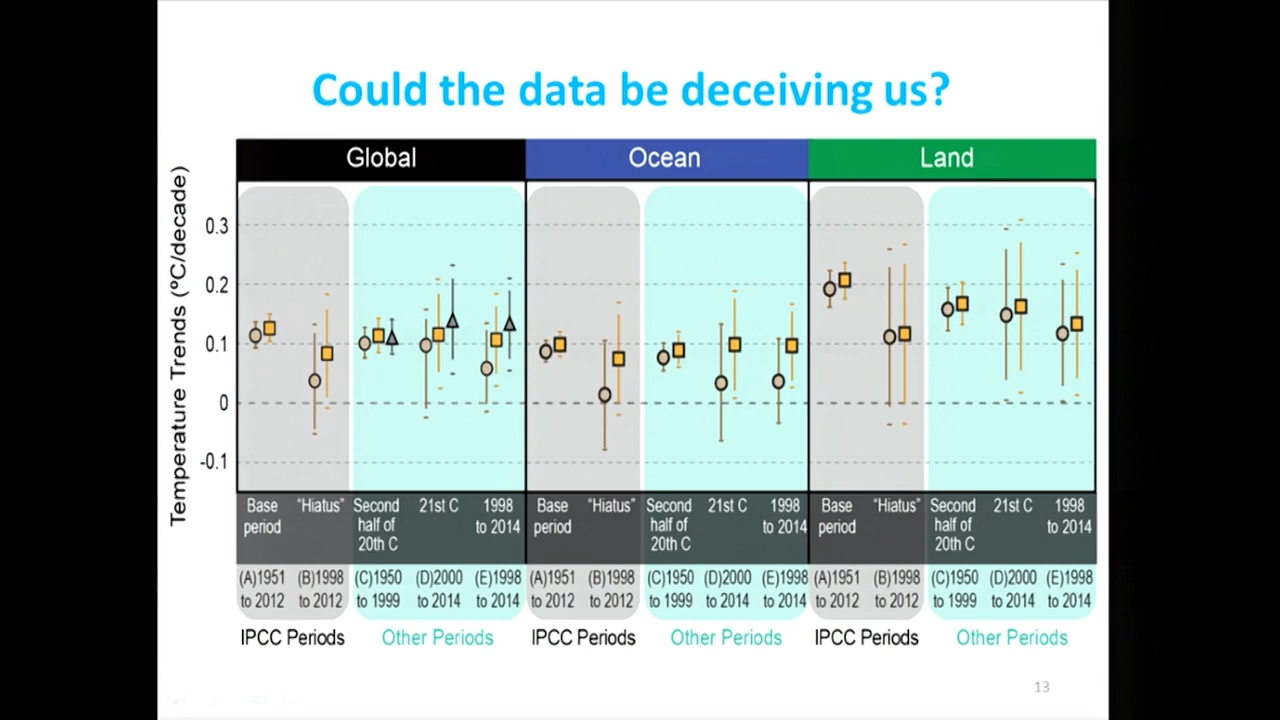 Could the data be deceiving us?
Global Ocean Land
Temperature Trends (ºC/decade)
0.3
0.2
0.1
0
-0.1
Base period "Hiatus" Second half of 20th C 21st C 1998 to 2014 Base period "Hiatus" Second half of 20th C 21st C 1998 to 2014 Base period "Hiatus" Second half of 20th C 21st C 1998 to 2014
(A)1951 (B)1998 (C)1950 (D)2000 (E)1998 (A)1951 (B)1998 (C)1950 (D)2000 (E)1998 (A)1951 (B)1998 (C)1950 (D)2000 (E)1998
to 2012 to 2012 to 1999 to 2014 to 2014 to 2012 to 2012 to 1999 to 2014 to 2014 to 2012 to 2012 to 1999 to 2014 to 2014
IPCC Periods Other Periods IPCC Periods Other Periods IPCC Periods Other Periods
13